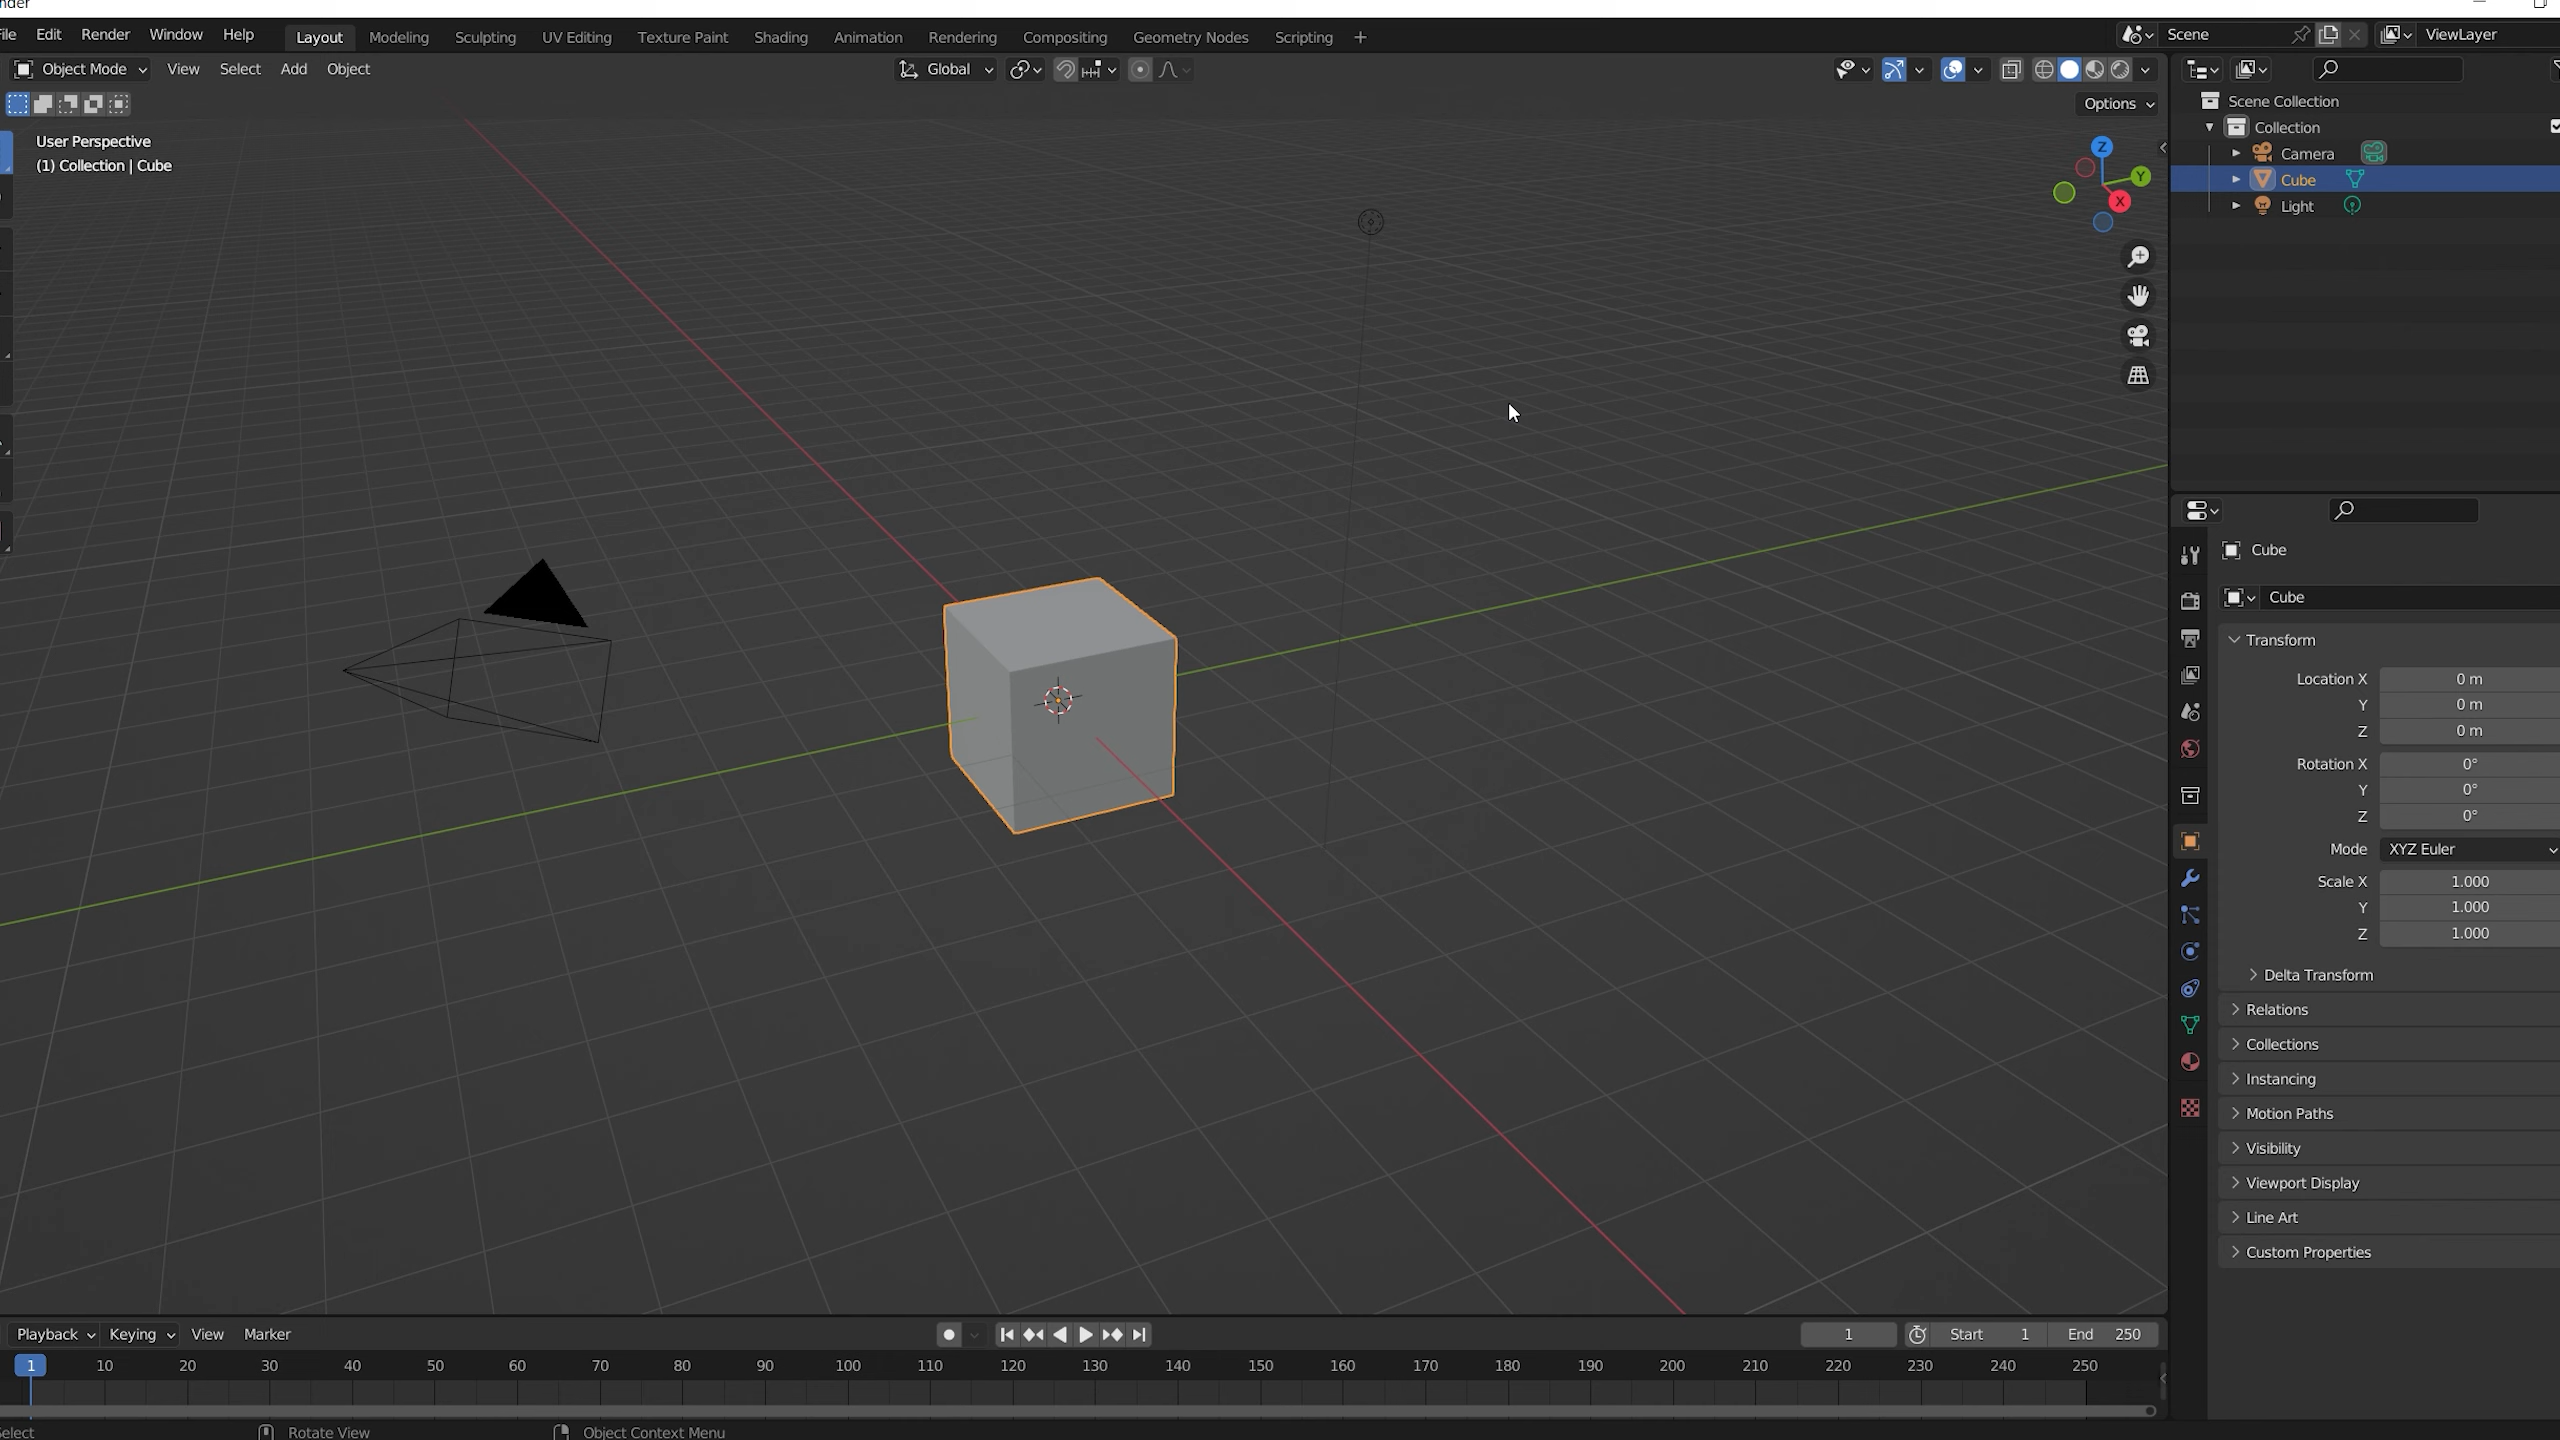 nder
ile Edit Render Window Help Layout Modeling Sculpting UV Editing Texture Paint Shading Animation Rendering Compositing Geometry Nodes Scripting + Scene ViewLayer
Object Mode View Select Add Object Global
Options
User Perspective
(1) Collection | Cube
Z
Y
X
Scene Collection
Collection
Camera
Cube
Light
Cube
Cube
Transform
Location X 0 m
Y 0 m
Z 0 m
Rotation X 0°
Y 0°
Z 0°
Mode XYZ Euler
Scale X 1.000
Y 1.000
Z 1.000
Delta Transform
Relations
Collections
Instancing
Motion Paths
Visibility
Viewport Display
Line Art
Custom Properties
Playback Keying View Marker 1 Start 1 End 250
1 10 20 30 40 50 60 70 80 90 100 110 120 130 140 150 160 170 180 190 200 210 220 230 240 250
Select Rotate View Object Context Menu